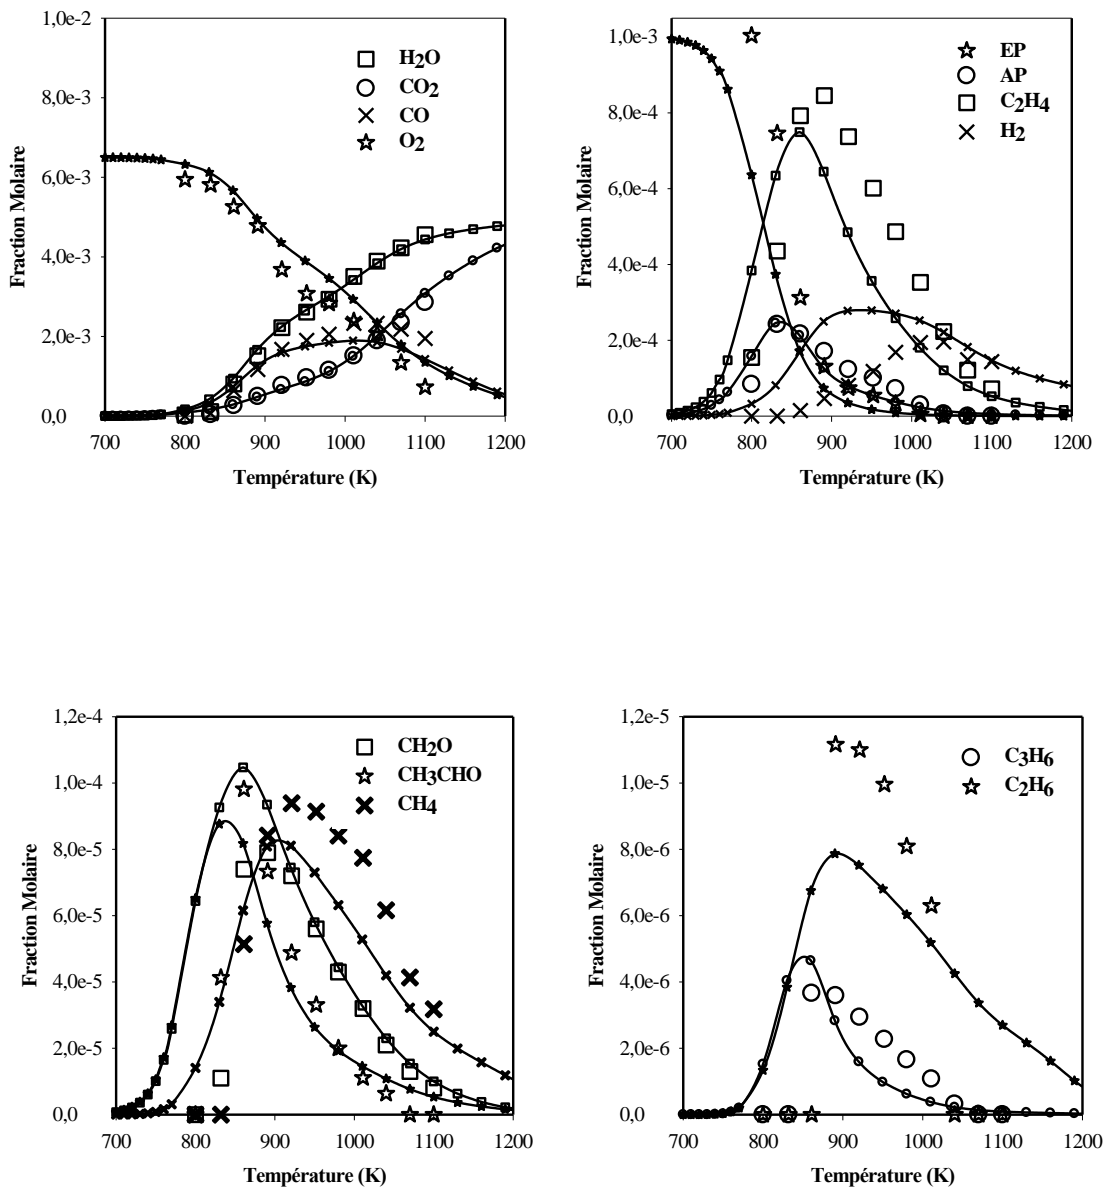 1,0e-2
8,0e-3
6,0e-3
4,0e-3
2,0e-3
0,0
Fraction Molaire
H2O
CO2
CO
O2
700 800 900 1000 1100 1200
Température (K)
1,0e-3
8,0e-4
6,0e-4
4,0e-4
2,0e-4
0,0
Fraction Molaire
EP
AP
C2H4
H2
700 800 900 1000 1100 1200
Température (K)
1,2e-4
1,0e-4
8,0e-5
6,0e-5
4,0e-5
2,0e-5
0,0
Fraction Molaire
CH2O
CH3CHO
CH4
700 800 900 1000 1100 1200
Température (K)
1,2e-5
1,0e-5
8,0e-6
6,0e-6
4,0e-6
2,0e-6
0,0
Fraction Molaire
C3H6
C2H6
700 800 900 1000 1100 1200
Température (K)